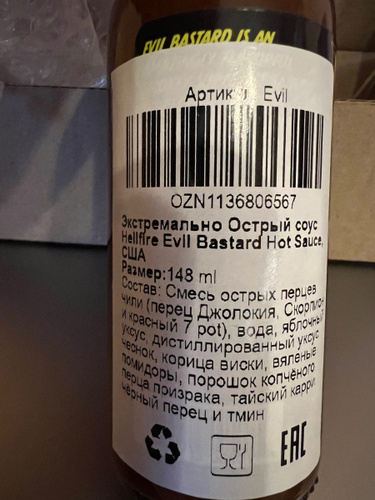 EVIL BASTARD IS AN
Артикул Evil
OZN1136806567
Экстремально Острый соус
Hellfire Evil Bastard Hot Sauce,
США
Размер:148 ml
Состав: Смесь острых перцев
чили (перец Джолокия, Скорпион
и красный 7 pot), вода, яблочный
уксус, дистиллированный уксус,
чеснок, корица виски, вяленые
помидоры, порошок копчёного
перца призрака, тайский карри
чёрный перец и тмин
EAC